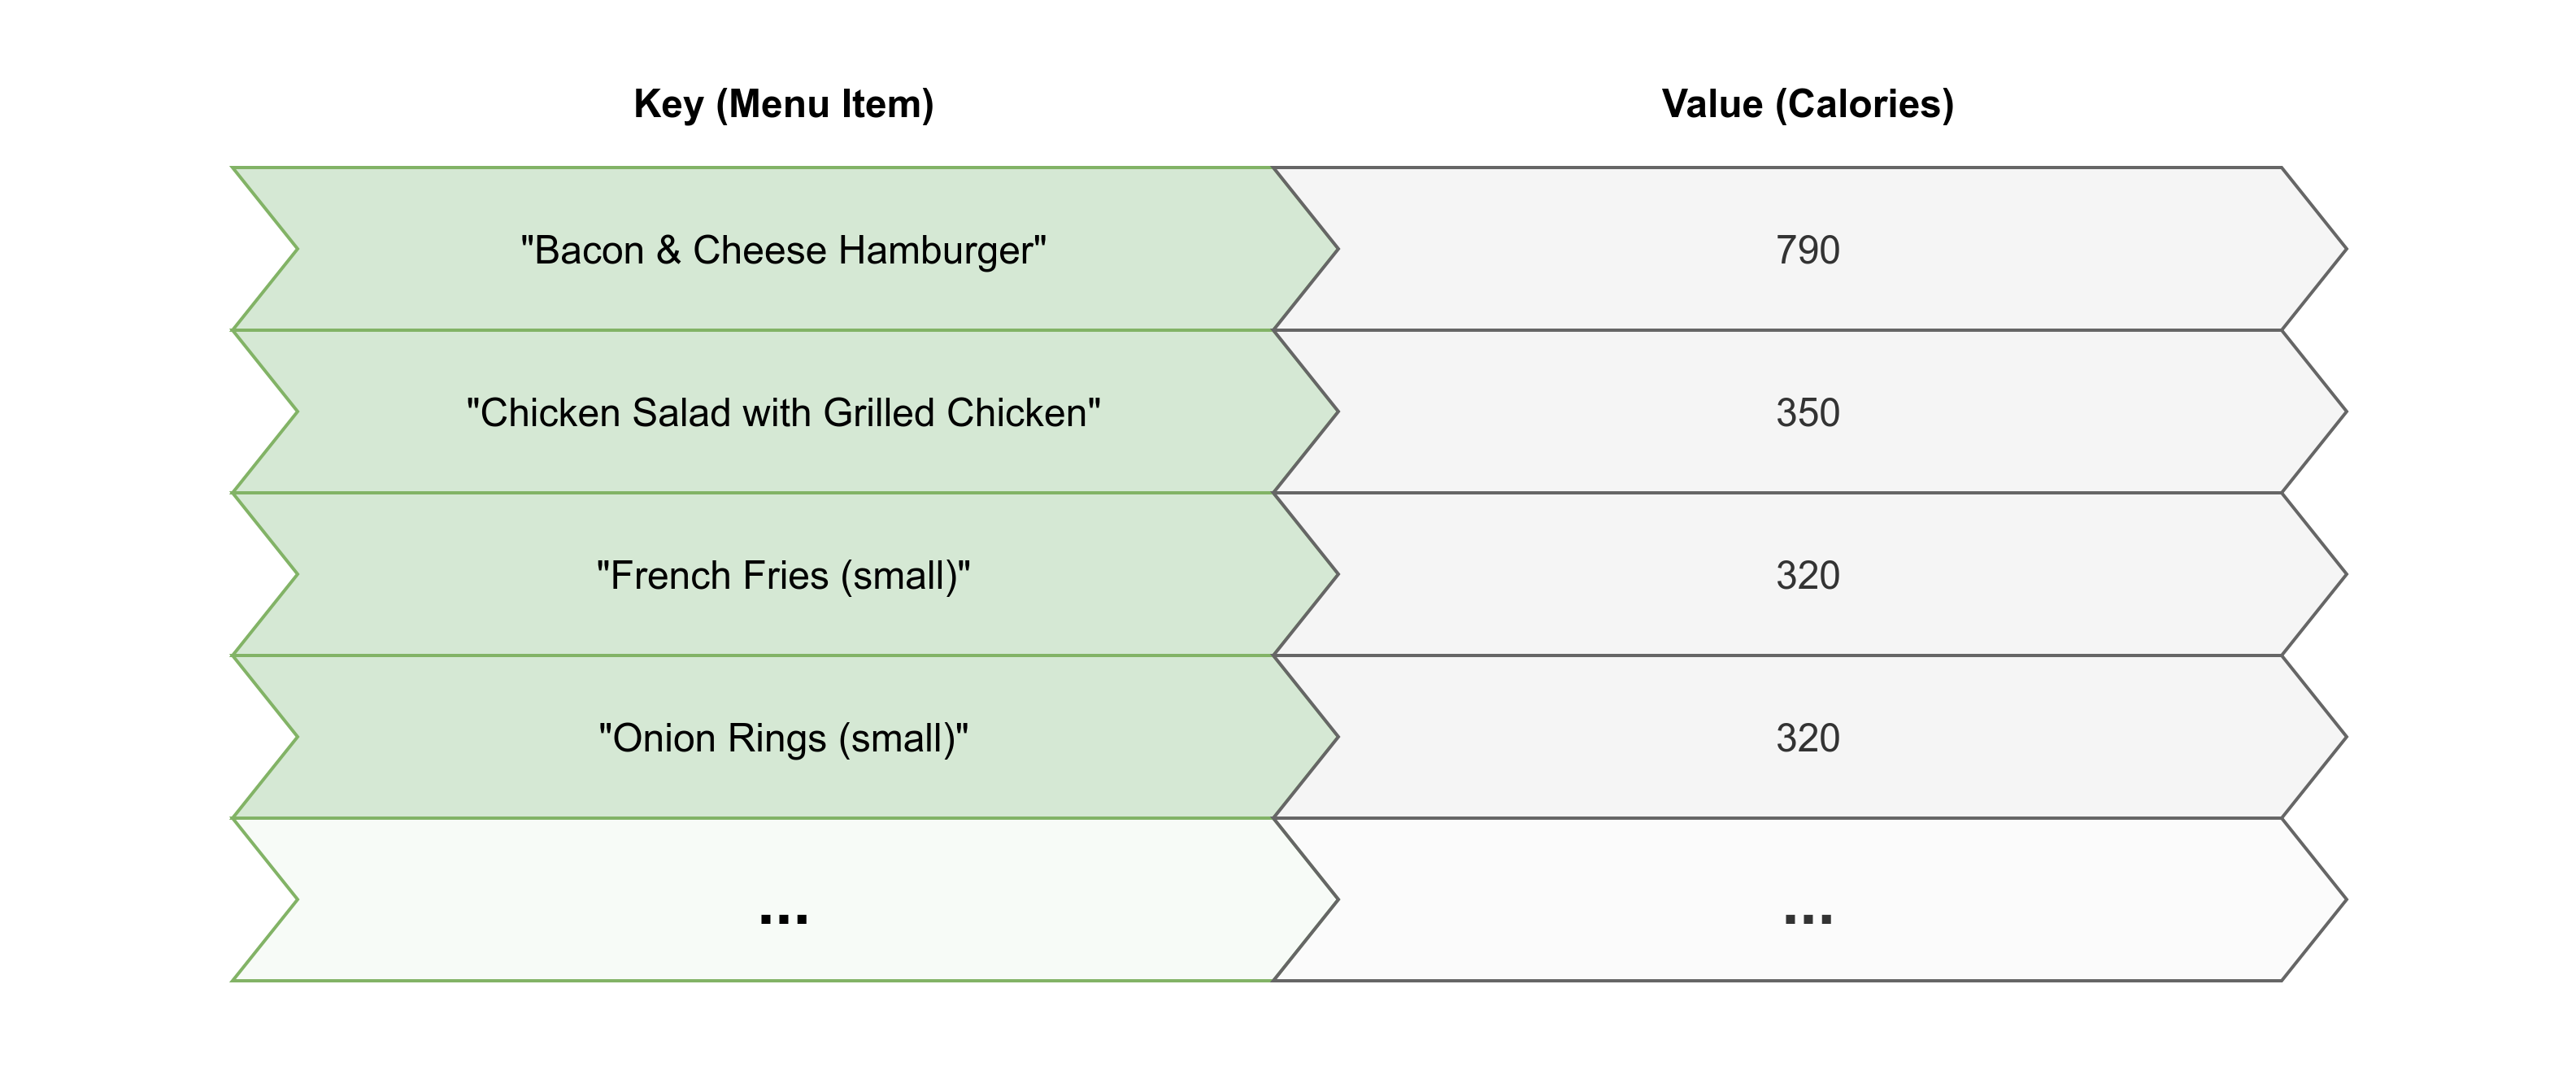 Key (Menu Item) Value (Calories)
"Bacon & Cheese Hamburger" 790
"Chicken Salad with Grilled Chicken" 350
"French Fries (small)" 320
"Onion Rings (small)" 320
... ...